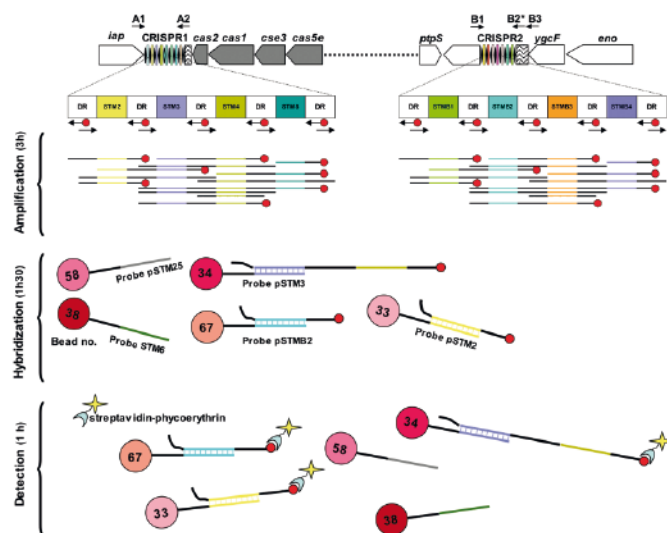 A1 A2 B1 B2* B3
iap CRISPR1 cas2 cas1 cse3 cas5e ptpS CRISPR2 ygcF eno
DR STM2 DR STM3 DR STM4 DR STM5 DR DR STMB1 DR STMB2 DR STMB3 DR STMB4 DR
Amplification (3h)
Hybridization (1h30)
58 Probe pSTM25
34 Probe pSTM3
38 Probe STM6
Bead no.
67 Probe pSTMB2
33 Probe pSTM2
Detection (1 h)
streptavidin-phycoerythrin
67
34
58
33
38